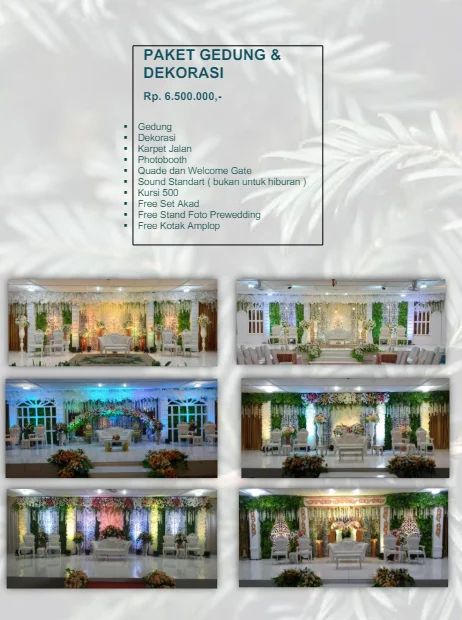 PAKET GEDUNG &
DEKORASI
Rp. 6.500.000,-
▪ Gedung
▪ Dekorasi
▪ Karpet Jalan
▪ Photobooth
▪ Quade dan Welcome Gate
▪ Sound Standart ( bukan untuk hiburan )
▪ Kursi 500
▪ Free Set Akad
▪ Free Stand Foto Prewedding
▪ Free Kotak Amplop